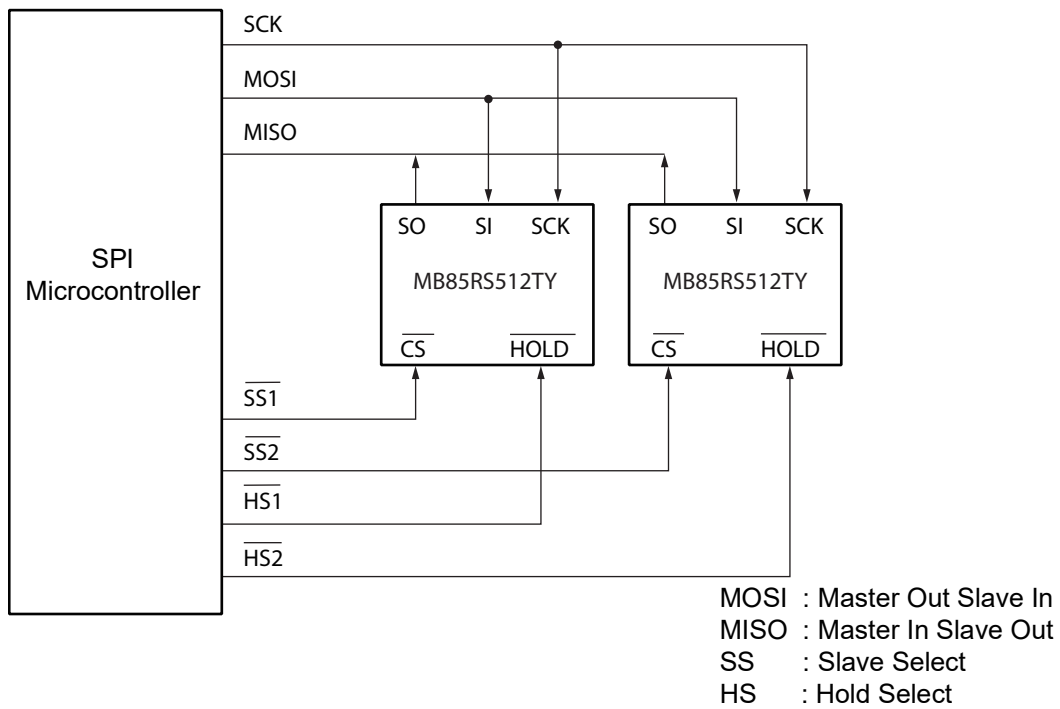 SCK
MOSI
MISO
SO SI SCK
SO SI SCK
SPI
Microcontroller
MB85RS512TY
MB85RS512TY
CS HOLD
CS HOLD
SS1
SS2
HS1
HS2
MOSI : Master Out Slave In
MISO : Master In Slave Out
SS : Slave Select
HS : Hold Select